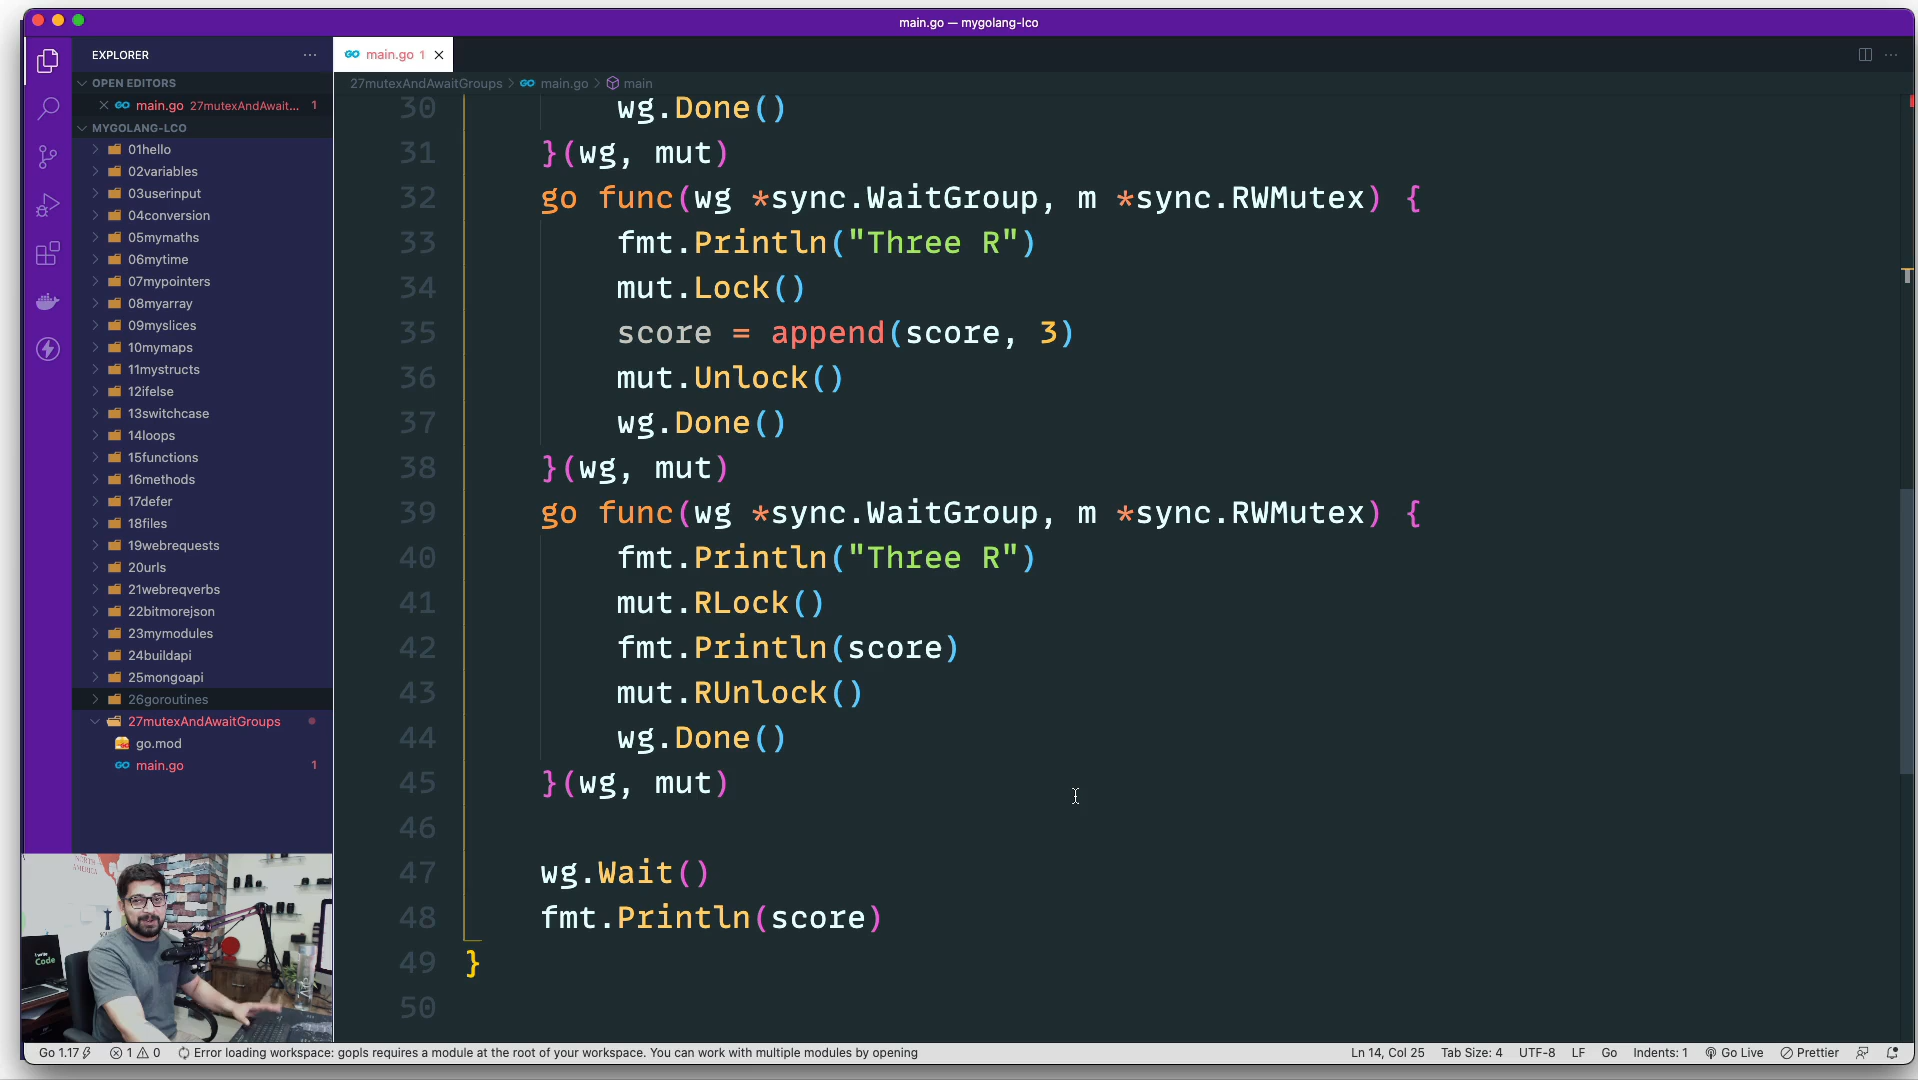 main.go — mygolang-lco
EXPLORER
main.go 1
OPEN EDITORS
main.go 27mutexAndAwait... 1
27mutexAndAwaitGroups > main.go > main
MYGOLANG-LCO
01hello
02variables
03userinput
04conversion
05mymaths
06mytime
07mypointers
08myarray
09myslices
10mymaps
11mystructs
12ifelse
13switchcase
14loops
15functions
16methods
17defer
18files
19webrequests
20urls
21webreqverbs
22bitmorejson
23mymodules
24buildapi
25mongoapi
26goroutines
27mutexAndAwaitGroups
go.mod
main.go 1
30 wg.Done()
31 }(wg, mut)
32 go func(wg *sync.WaitGroup, m *sync.RWMutex) {
33 fmt.Println("Three R")
34 mut.Lock()
35 score = append(score, 3)
36 mut.Unlock()
37 wg.Done()
38 }(wg, mut)
39 go func(wg *sync.WaitGroup, m *sync.RWMutex) {
40 fmt.Println("Three R")
41 mut.RLock()
42 fmt.Println(score)
43 mut.RUnlock()
44 wg.Done()
45 }(wg, mut)
46
47 wg.Wait()
48 fmt.Println(score)
49 }
50
NORTH
AMERICA
Code
Go 1.17 1 0 Error loading workspace: gopls requires a module at the root of your workspace. You can work with multiple modules by opening
Ln 14, Col 25 Tab Size: 4 UTF-8 LF Go Indents: 1 Go Live Prettier